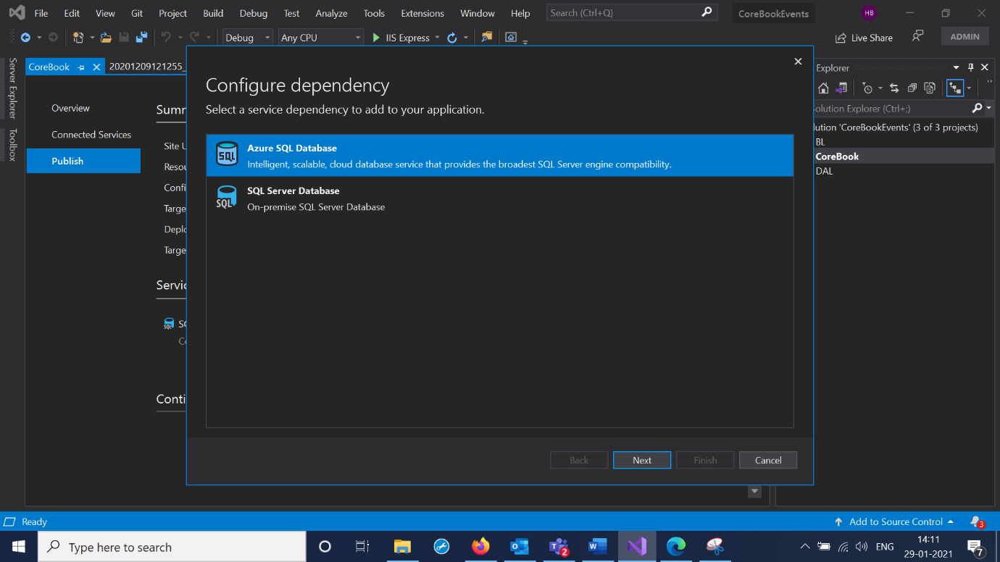 File Edit View Git Project Build Debug Test Analyze Tools Extensions Window Help Search (Ctrl+Q) CoreBookEvents HB
Debug Any CPU IIS Express Live Share ADMIN
Server Explorer
Toolbox
CoreBook 20201209121255_
Overview
Connected Services
Publish
Summ
Site U
Resou
Confi
Targe
Deplo
Targe
Servic
SQ
Co
Conti
Configure dependency
Select a service dependency to add to your application.
SQL
Azure SQL Database
Intelligent, scalable, cloud database service that provides the broadest SQL Server engine compatibility.
SQL
SQL Server Database
On-premise SQL Server Database
Back Next Finish Cancel
Explorer
olution Explorer (Ctrl+;)
lution 'CoreBookEvents' (3 of 3 projects)
BL
CoreBook
DAL
Ready Add to Source Control 3
Type here to search 2 ENG 14:11
29-01-2021 7